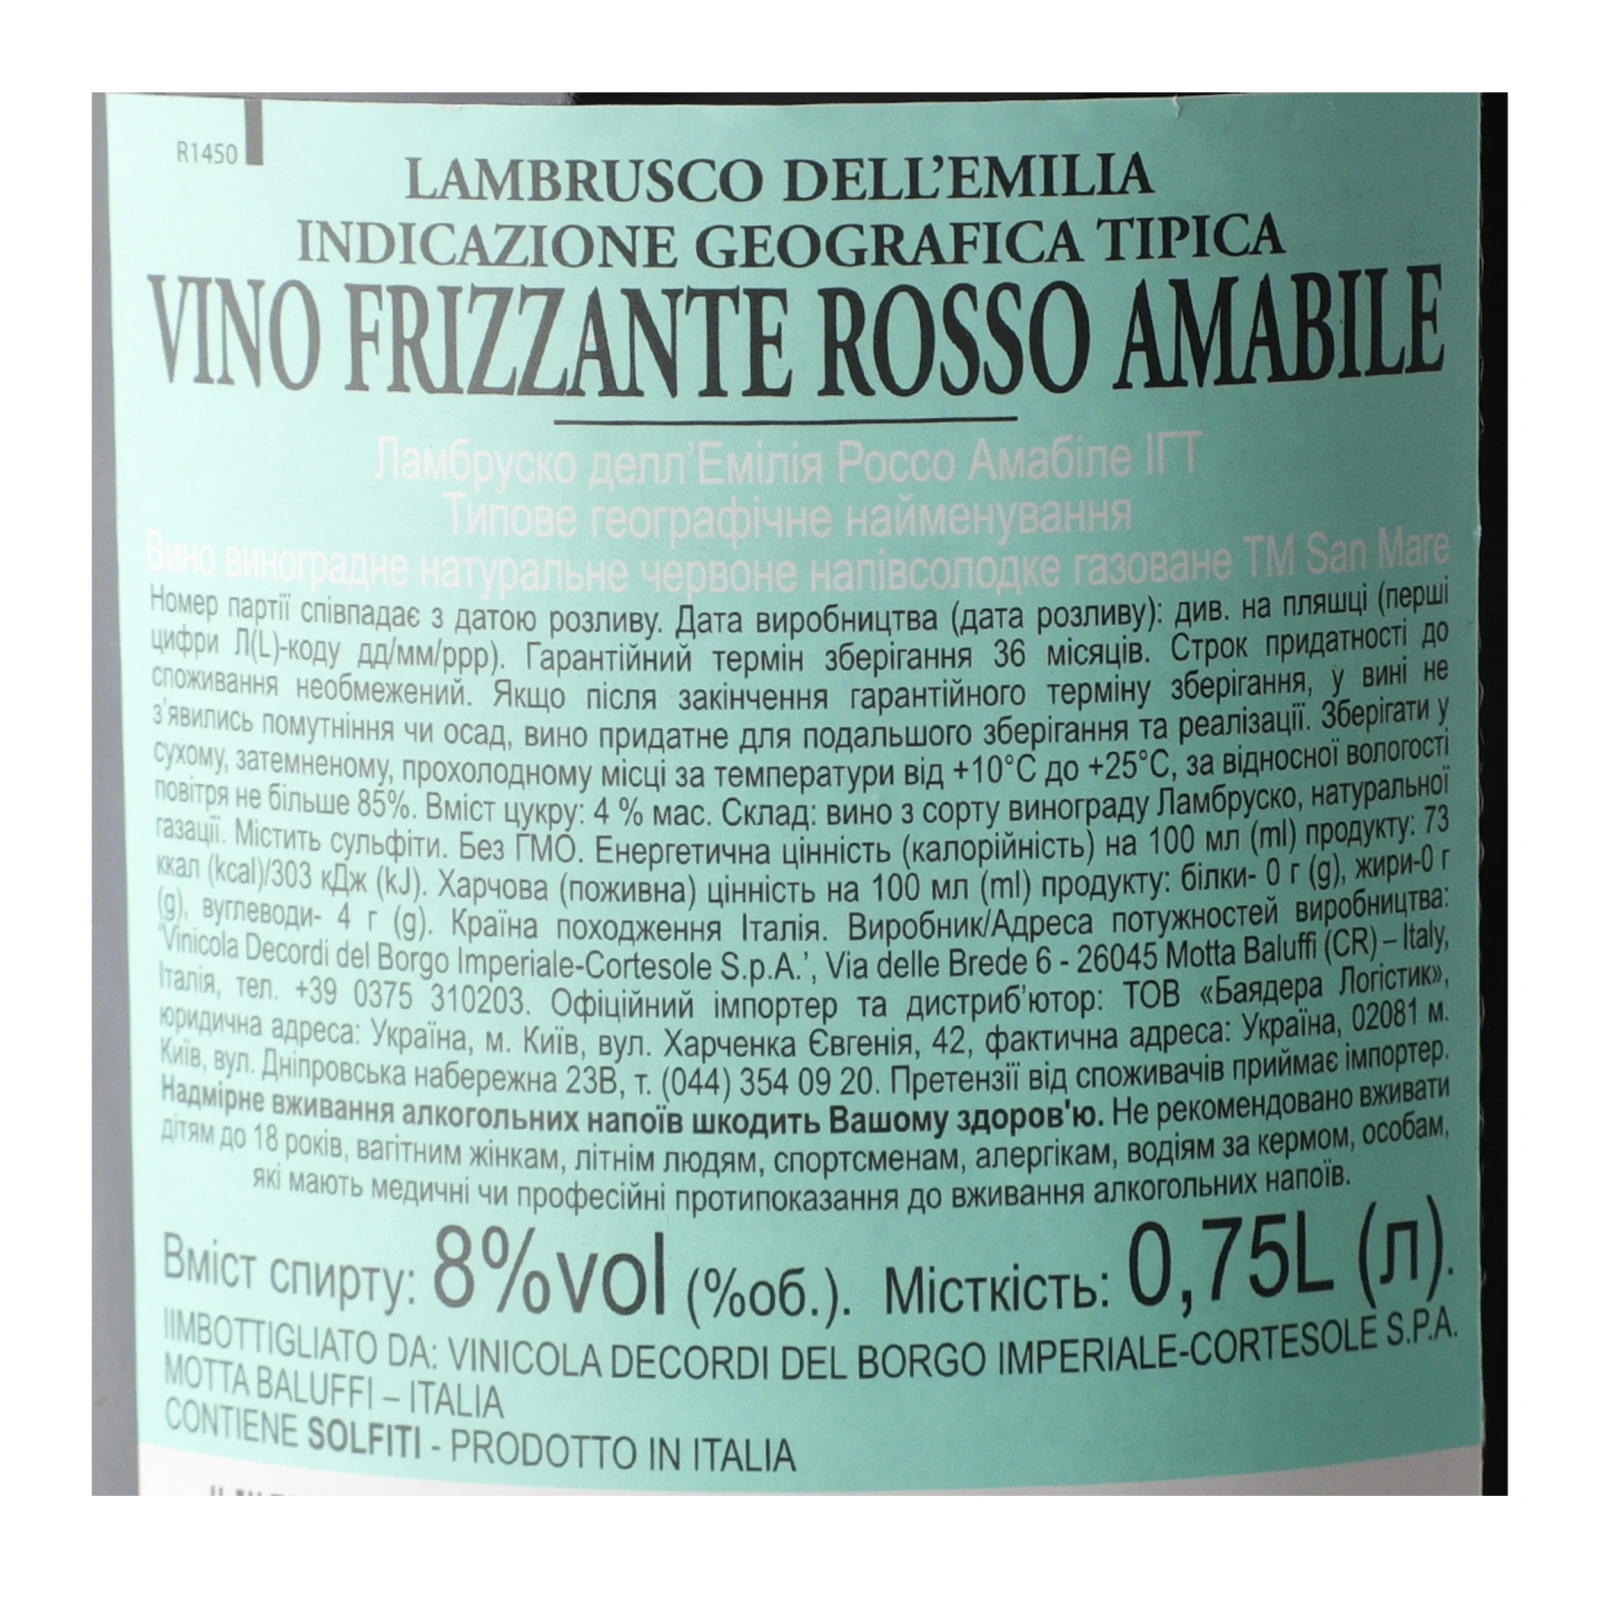 R1450
LAMBRUSCO DELL'EMILIA
INDICAZIONE GEOGRAFICA TIPICA
VINO FRIZZANTE ROSSO AMABILE
Ламбруско делл'Емілія Россо Амабіле ІГТ
Типове географічне найменування
Вино виноградне натуральне червоне напівсолодке газоване ТМ San Mare
Номер партії співпадає з датою розливу. Дата виробництва (дата розливу): див. на пляшці (перші
цифри Л(L)-коду дд/мм/ррр). Гарантійний термін зберігання 36 місяців. Строк придатності до
споживання необмежений. Якщо після закінчення гарантійного терміну зберігання, у вині не
з'явились помутніння чи осад, вино придатне для подальшого зберігання та реалізації. Зберігати у
сухому, затемненому, прохолодному місці за температури від +10°C до +25°C, за відносної вологості
повітря не більше 85%. Вміст цукру: 4 % мас. Склад: вино з сорту винограду Ламбруско, натуральної
газації. Містить сульфіти. Без ГМО. Енергетична цінність (калорійність) на 100 мл (ml) продукту: 73
ккал (kcal)/303 кДж (kJ). Харчова (поживна) цінність на 100 мл (ml) продукту: білки- 0 г (g), жири-0 г
(g), вуглеводи- 4 г (g). Країна походження Італія. Виробник/Адреса потужностей виробництва:
'Vinicola Decordi del Borgo Imperiale-Cortesole S.p.A.', Via delle Brede 6 - 26045 Motta Baluffi (CR) – Italy,
Італія, тел. +39 0375 310203. Офіційний імпортер та дистриб'ютор: ТОВ «Баядера Логістик»,
юридична адреса: Україна, м. Київ, вул. Харченка Євгенія, 42, фактична адреса: Україна, 02081 м.
Київ, вул. Дніпровська набережна 23В, т. (044) 354 09 20. Претензії від споживачів приймає імпортер.
Надмірне вживання алкогольних напоїв шкодить Вашому здоров'ю. Не рекомендовано вживати
дітям до 18 років, вагітним жінкам, літнім людям, спортсменам, алергікам, водіям за кермом, особам,
які мають медичні чи професійні протипоказання до вживання алкогольних напоїв.
Вміст спирту: 8%vol (%об.). Місткість: 0,75L (л).
IIMBOTTIGLIATO DA: VINICOLA DECORDI DEL BORGO IMPERIALE-CORTESOLE S.P.A.
MOTTA BALUFFI – ITALIA
CONTIENE SOLFITI - PRODOTTO IN ITALIA